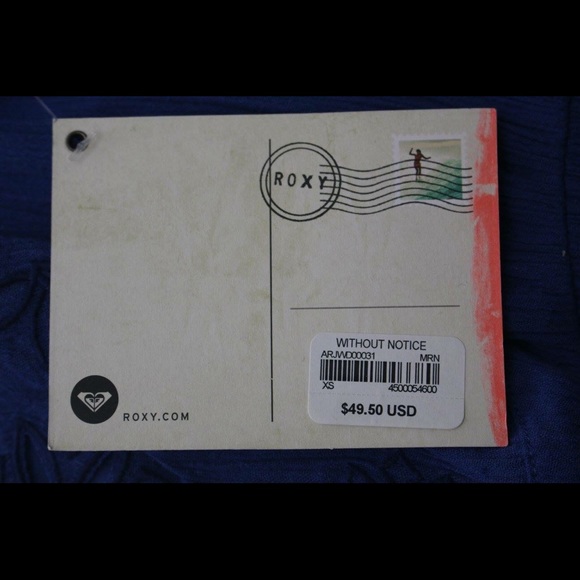 ROXY
WITHOUT NOTICE
ARJWD00031 MRN
XS 4500054600
$49.50 USD
ROXY.COM